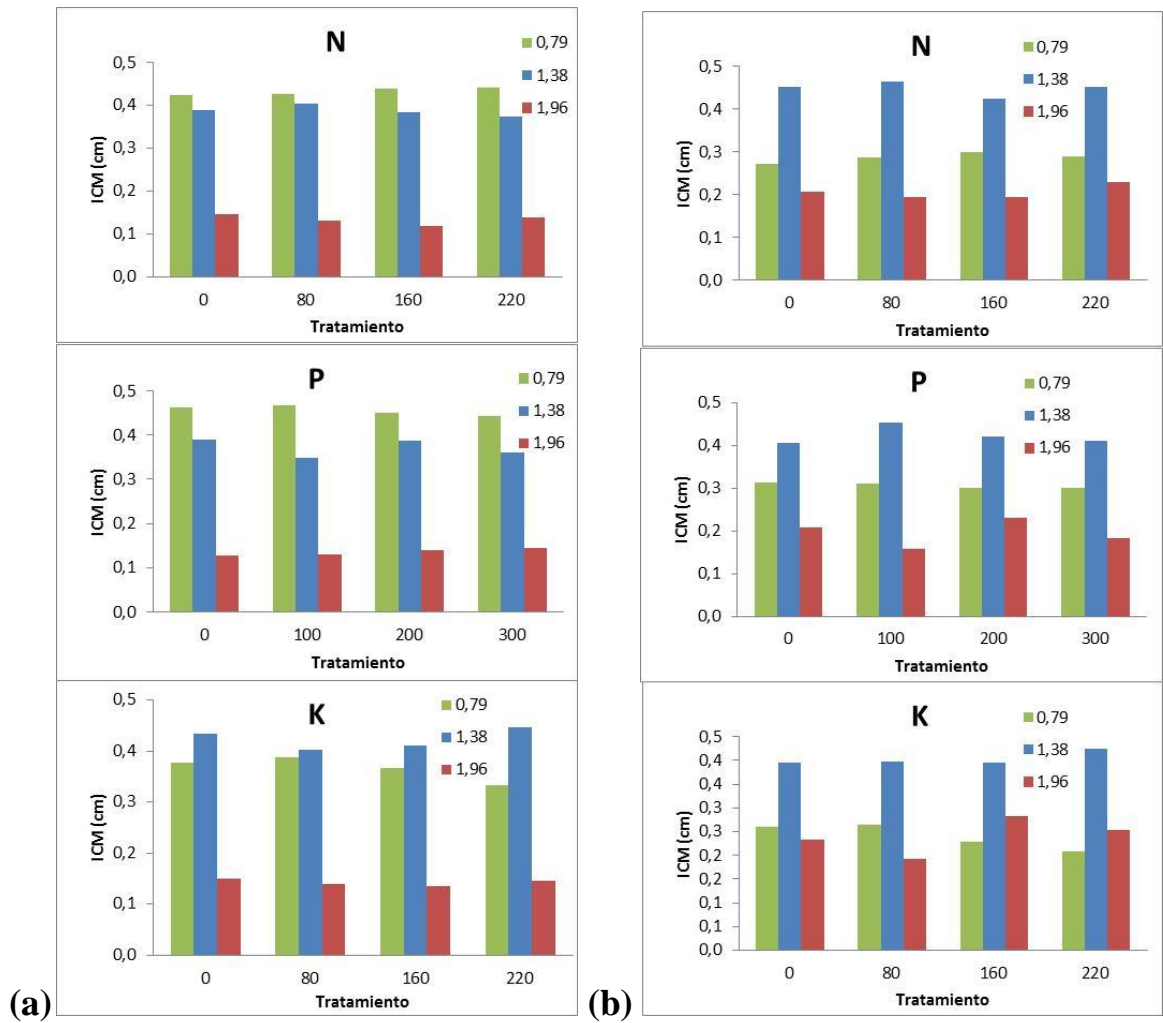 N
0,79
1,38
1,96
0,5
0,4
0,3
0,2
0,1
0,0
ICM (cm)
0 80 160 220
Tratamiento
P
0,79
1,38
1,96
0,5
0,4
0,3
0,2
0,1
0,0
ICM (cm)
0 100 200 300
Tratamiento
K
0,79
1,38
1,96
0,5
0,4
0,3
0,2
0,1
0,0
ICM (cm)
0 80 160 220
Tratamiento
(a)
N
0,79
1,38
1,96
0,5
0,4
0,3
0,2
0,1
0,0
ICM (cm)
0 80 160 220
Tratamiento
P
0,79
1,38
1,96
0,5
0,4
0,3
0,2
0,1
0,0
ICM (cm)
0 100 200 300
Tratamiento
K
0,79
1,38
1,96
0,5
0,4
0,4
0,3
0,3
0,2
0,2
0,1
0,1
0,0
ICM (cm)
0 80 160 220
Tratamiento
(b)